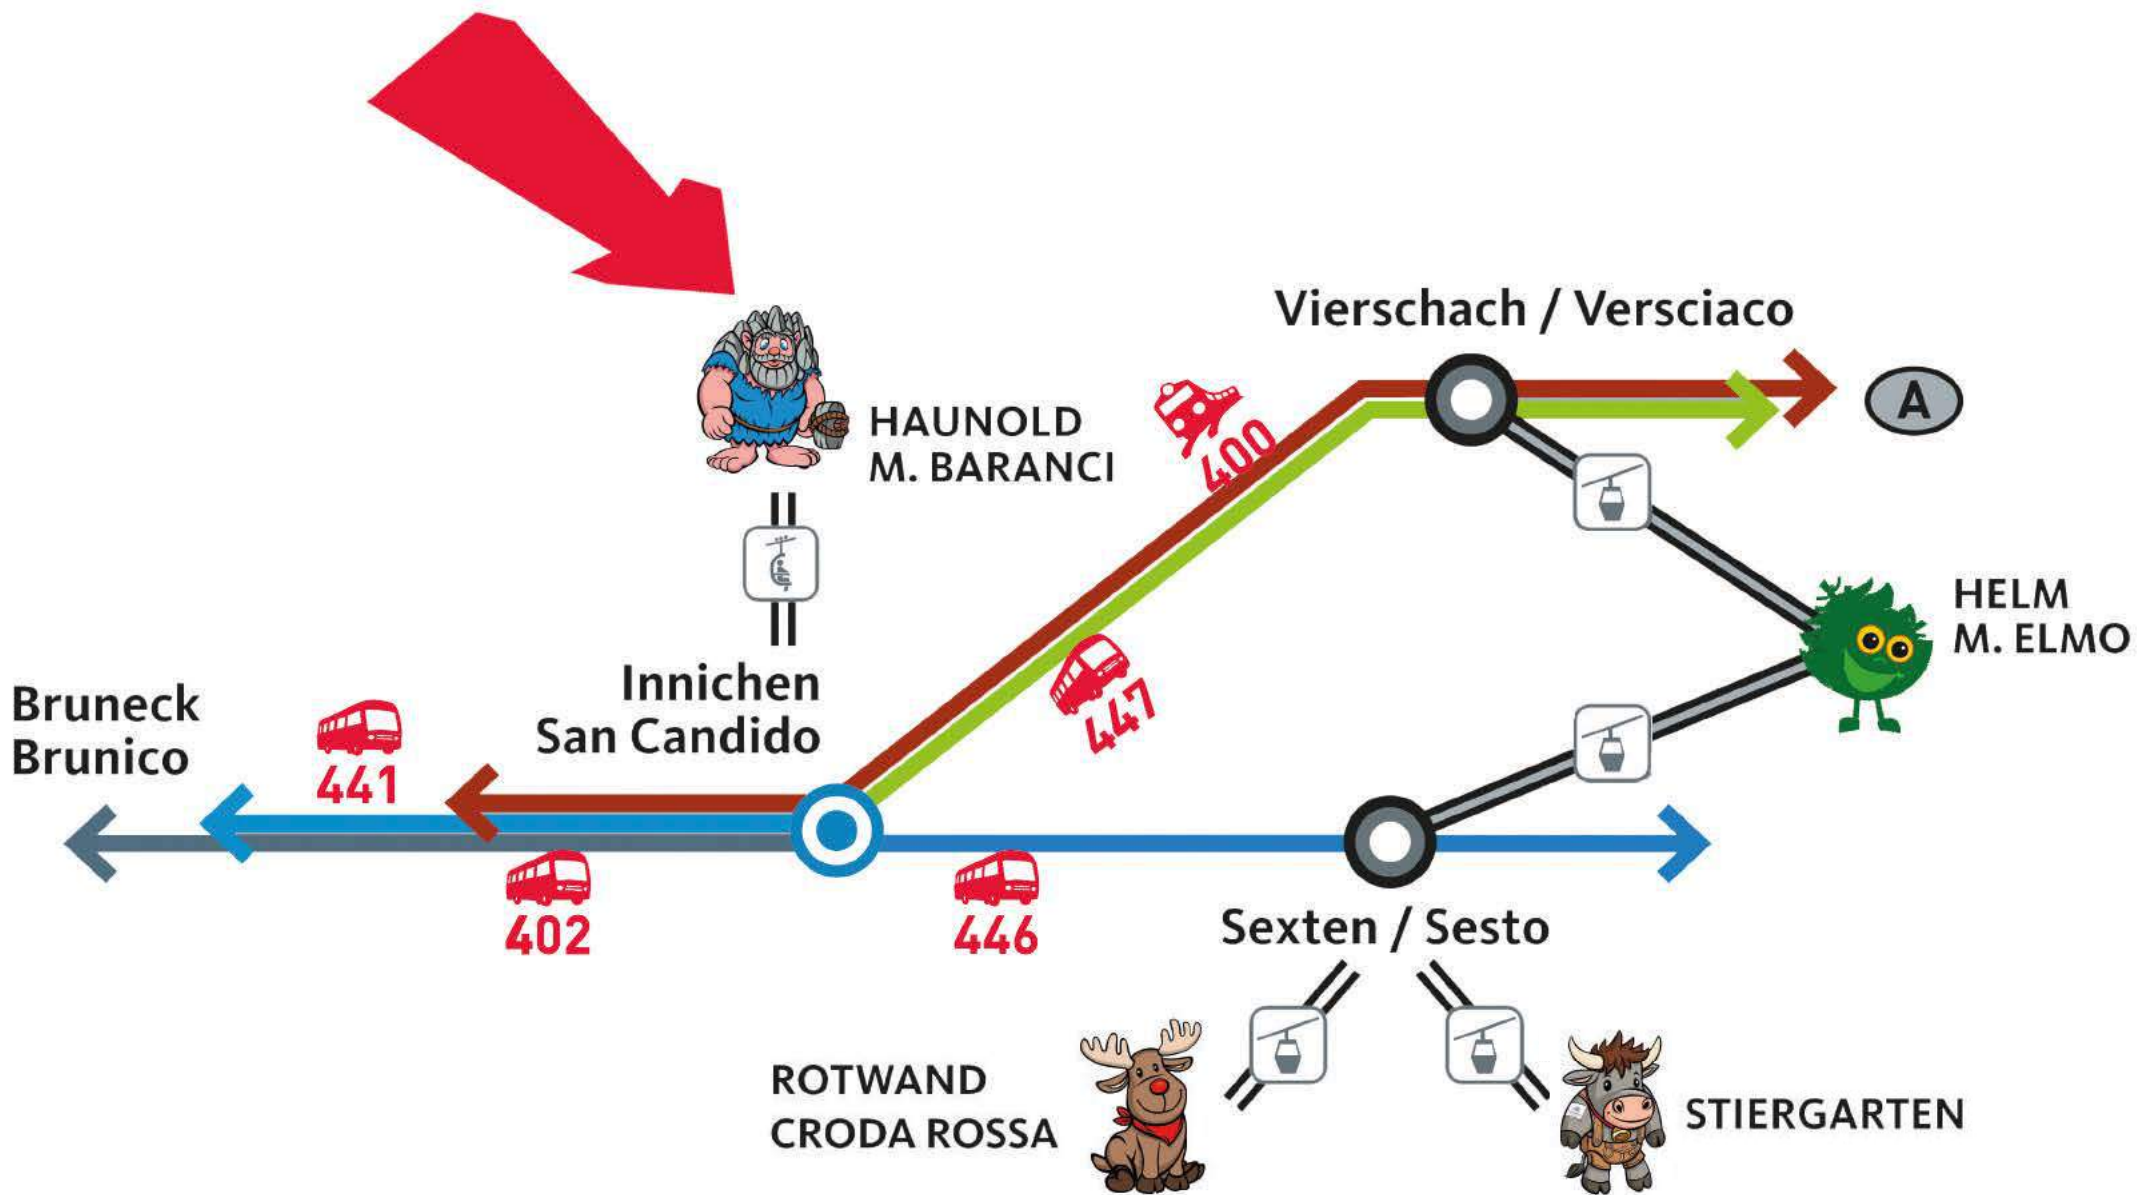 Vierschach / Versciaco
A
HAUNOLD
M. BARANCI
400
HELM
M. ELMO
447
Innichen
San Candido
Bruneck
Brunico
441
402
446
Sexten / Sesto
ROTWAND
CRODA ROSSA
STIERGARTEN